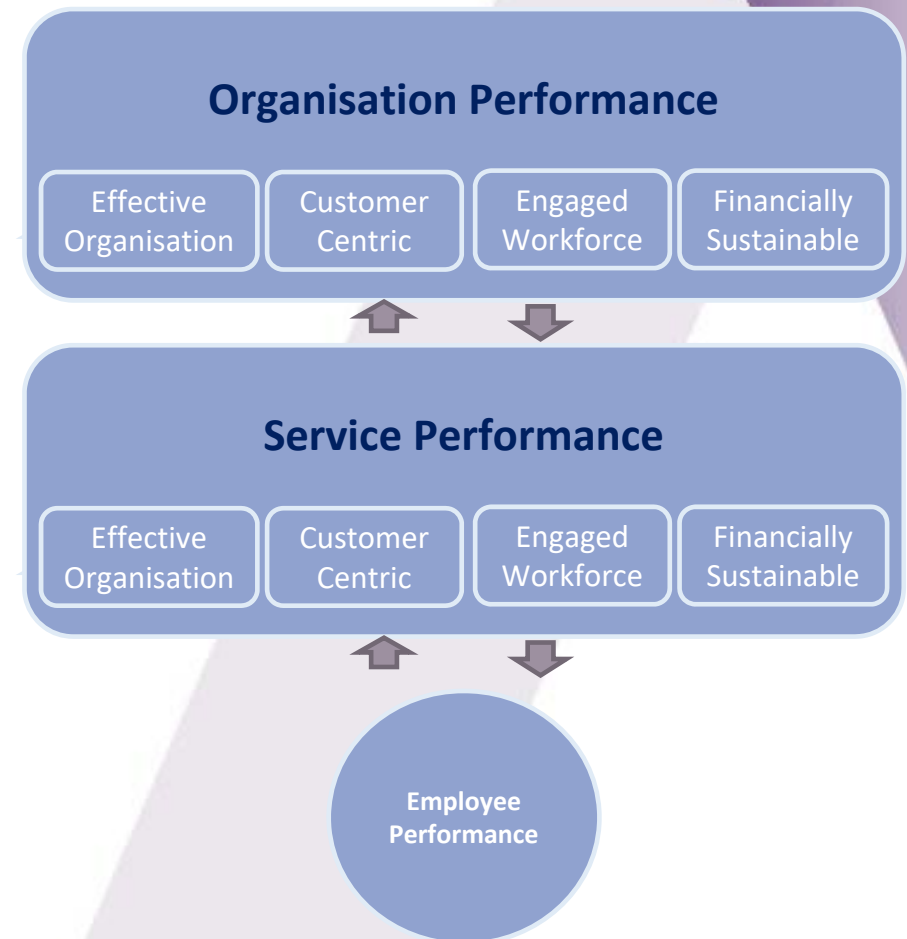 Organisation Performance
Effective
Organisation
Customer
Centric
Engaged
Workforce
Financially
Sustainable
Service Performance
Effective
Organisation
Customer
Centric
Engaged
Workforce
Financially
Sustainable
Employee
Performance